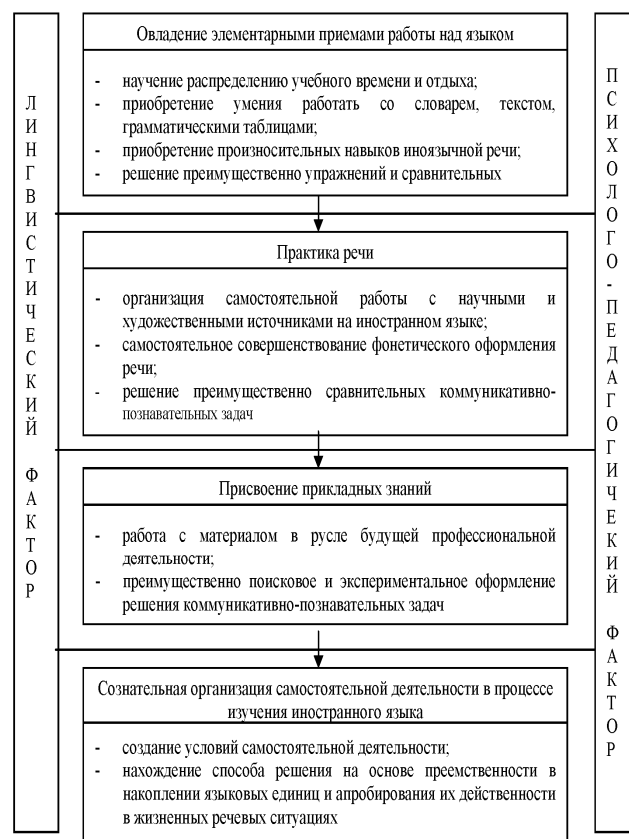 ЛИНГВИСТИЧЕСКИЙ ФАКТОР
Овладение элементарными приемами работы над языком
- научение распределению учебного времени и отдыха;
- приобретение умения работать со словарем, текстом,
грамматическими таблицами;
- приобретение произносительных навыков иноязычной речи;
- решение преимущественно упражнений и сравнительных
Практика речи
- организация самостоятельной работы с научными и
художественными источниками на иностранном языке;
- самостоятельное совершенствование фонетического оформления
речи;
- решение преимущественно сравнительных коммуникативно-
познавательных задач
Присвоение прикладных знаний
- работа с материалом в русле будущей профессиональной
деятельности;
- преимущественно поисковое и экспериментальное оформление
решения коммуникативно-познавательных задач
Сознательная организация самостоятельной деятельности в процессе
изучения иностранного языка
- создание условий самостоятельной деятельности;
- нахождение способа решения на основе преемственности в
накоплении языковых единиц и апробирования их действенности
в жизненных речевых ситуациях
ПСИХОЛОГО-ПЕДАГОГИЧЕКИЙ ФАКТОР